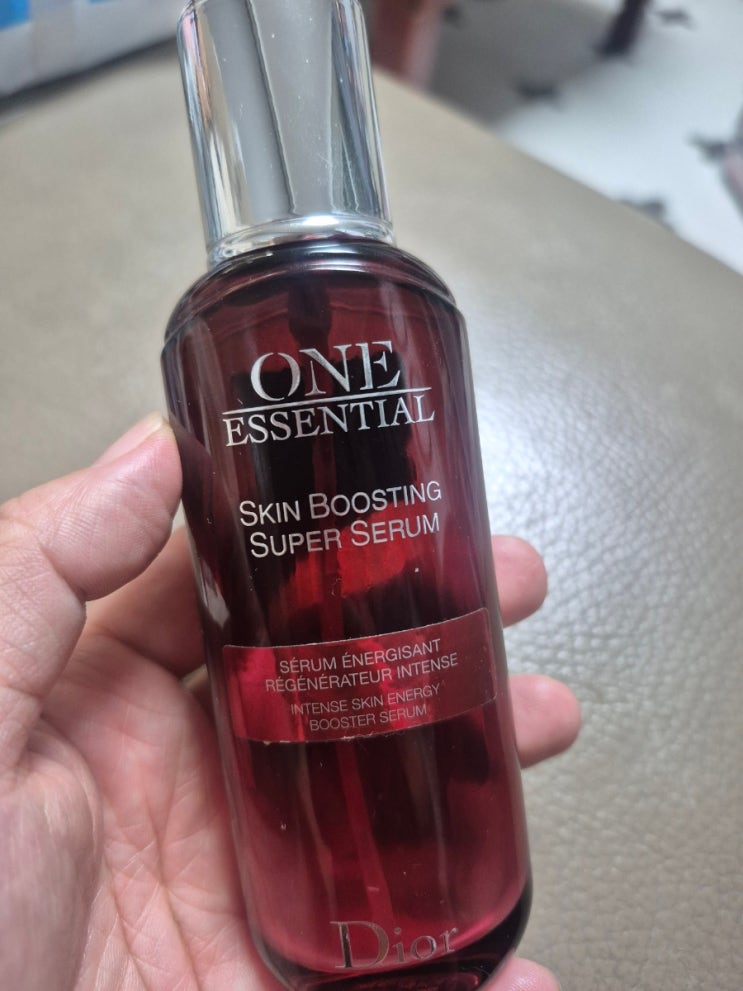 ONE
ESSENTIAL
SKIN BOOSTING
SUPER SERUM
SÉRUM ÉNERGISANT
RÉGÉNÉRATEUR INTENSE
INTENSE SKIN ENERGY
BOOSTER SERUM
Dior